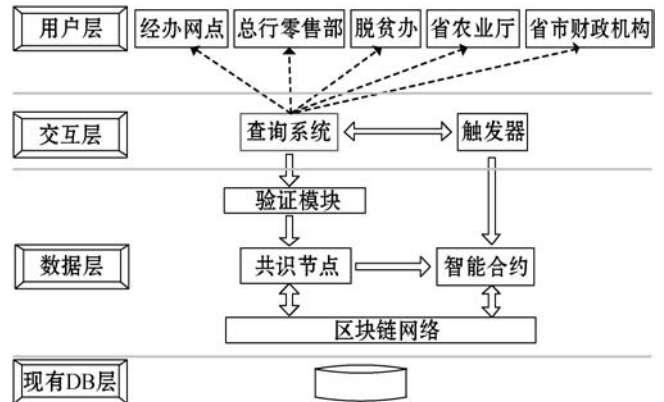 用户层 经办网点 总行零售部 脱贫办 省农业厅 省市财政机构
交互层 查询系统 触发器
验证模块
数据层 共识节点 智能合约
区块链网络
现有DB层